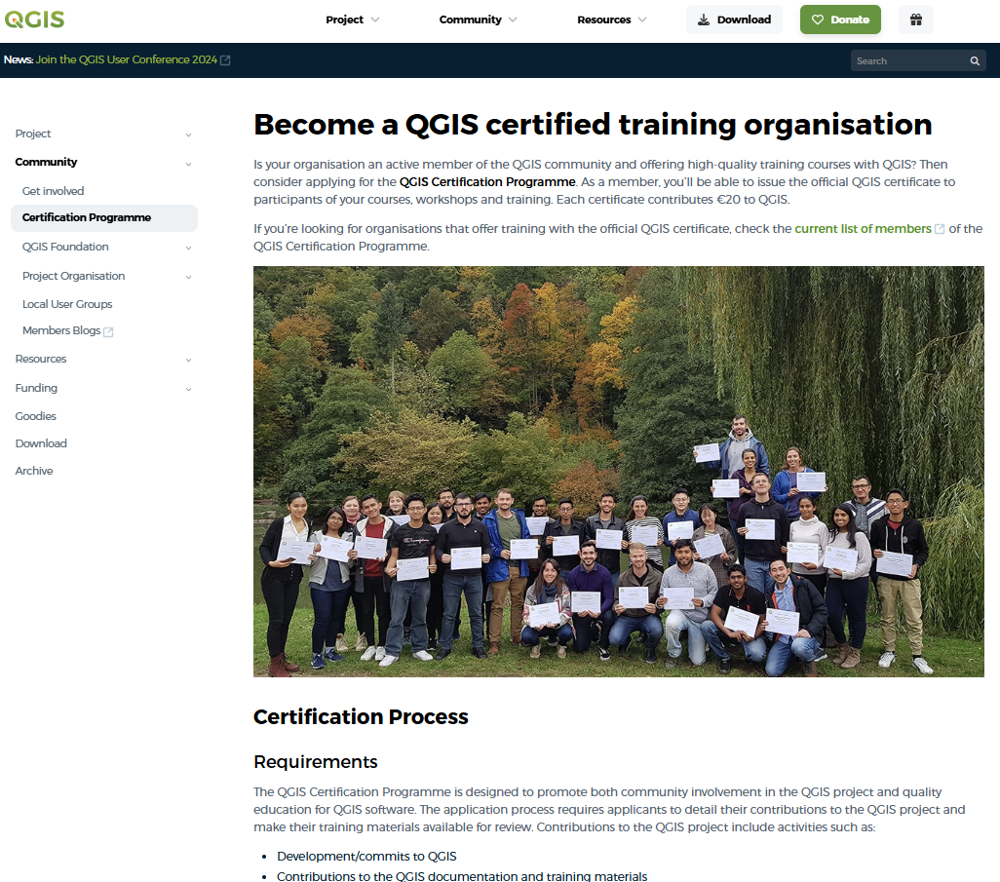 QGIS
Project
Community
Resources
Download
Donate
News: Join the QGIS User Conference 2024
Search
Project
Community
Get involved
Certification Programme
QGIS Foundation
Project Organisation
Local User Groups
Members Blogs
Resources
Funding
Goodies
Download
Archive
Become a QGIS certified training organisation
Is your organisation an active member of the QGIS community and offering high-quality training courses with QGIS? Then
consider applying for the QGIS Certification Programme. As a member, you'll be able to issue the official QGIS certificate to
participants of your courses, workshops and training. Each certificate contributes €20 to QGIS.
If you're looking for organisations that offer training with the official QGIS certificate, check the current list of members of the
QGIS Certification Programme.
Certification Process
Requirements
The QGIS Certification Programme is designed to promote both community involvement in the QGIS project and quality
education for QGIS software. The application process requires applicants to detail their contributions to the QGIS project and
make their training materials available for review. Contributions to the QGIS project include activities such as:
• Development/commits to QGIS
• Contributions to the QGIS documentation and training materials